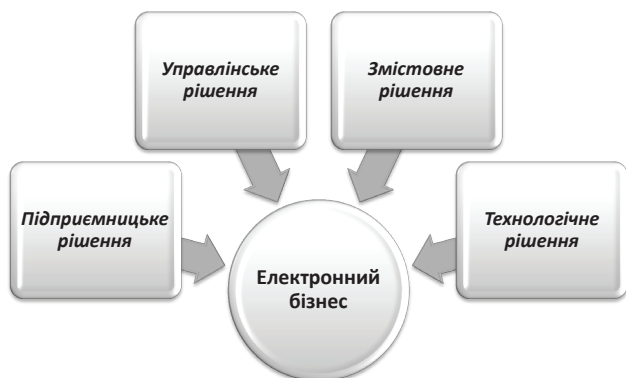 Управлінське
рішення
Змістовне
рішення
Підприємницьке
рішення
Технологічне
рішення
Електронний
бізнес